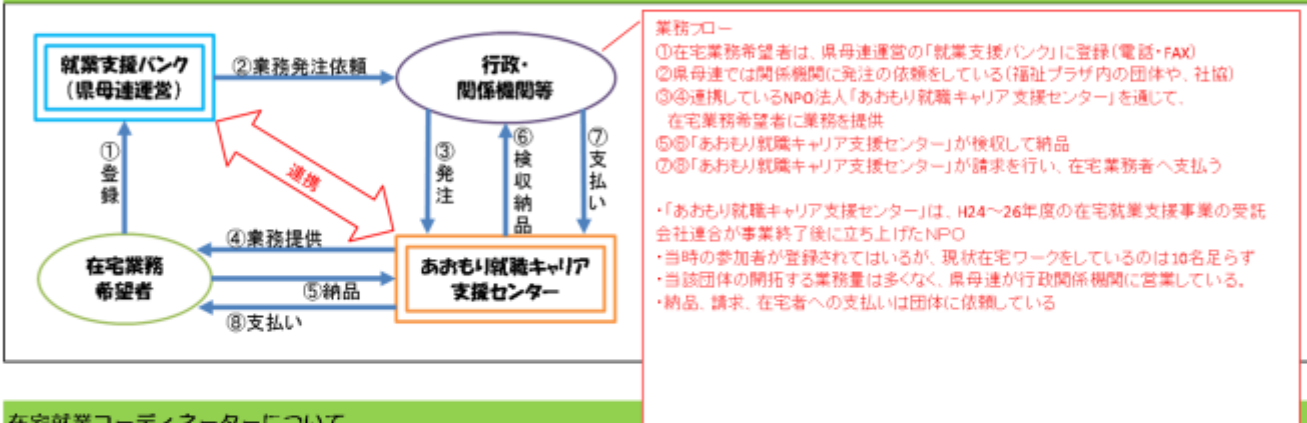 就業支援バンク
（県母連運営）
②業務発注依頼
行政・
関係機関等
①登録
連携
③発注
⑥検収納品
⑦支払い
④業務提供
在宅業務
希望者
⑤納品
⑧支払い
あおもり就職キャリア
支援センター
業務フロー
①在宅業務希望者は、県母連運営の「就業支援バンク」に登録（電話・FAX）
②県母連では関係機関に発注の依頼をしている（福祉プラザ内の団体や、社協）
③④連携しているNPO法人「あおもり就職キャリア支援センター」を通じて、
在宅業務希望者に業務を提供
⑤⑥「あおもり就職キャリア支援センター」が検収して納品
⑦⑧「あおもり就職キャリア支援センター」が請求を行い、在宅業務者へ支払う
・「あおもり就職キャリア支援センター」は、H24～26年度の在宅就業支援事業の受託
会社連合が事業終了後に立ち上げたNPO
・当時の参加者が登録されてはいるが、現状在宅ワークをしているのは10名足らず
・当該団体の開拓する業務量は多くなく、県母連が行政関係機関に営業している。
・納品、請求、在宅者への支払いは団体に依頼している
在宅就業コーディネーターについて